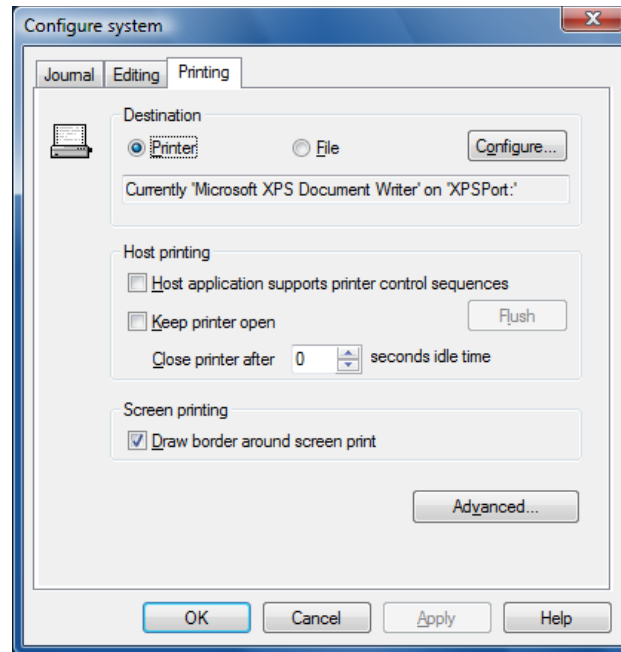 Configure system
Journal Editing Printing
Destination
Printer File Configure...
Currently 'Microsoft XPS Document Writer' on 'XPSPort:'
Host printing
Host application supports printer control sequences
Keep printer open Flush
Close printer after 0 seconds idle time
Screen printing
Draw border around screen print
Advanced...
OK Cancel Apply Help